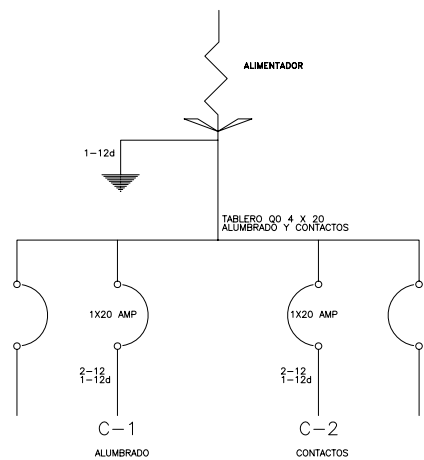 ALIMENTADOR
1-12d
TABLERO QO 4 X 20
ALUMBRADO Y CONTACTOS
1X20 AMP
1X20 AMP
2-12
1-12d
2-12
1-12d
C-1
C-2
ALUMBRADO
CONTACTOS